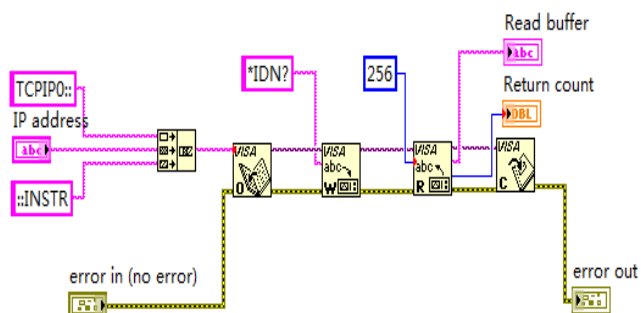 Read buffer
abc
*IDN?
256
TCPIP0::
Return count
DBL
IP address
abc
VISA
O
VISA
abc
W
VISA
abc
R
VISA
C
::INSTR
error in (no error)
error out